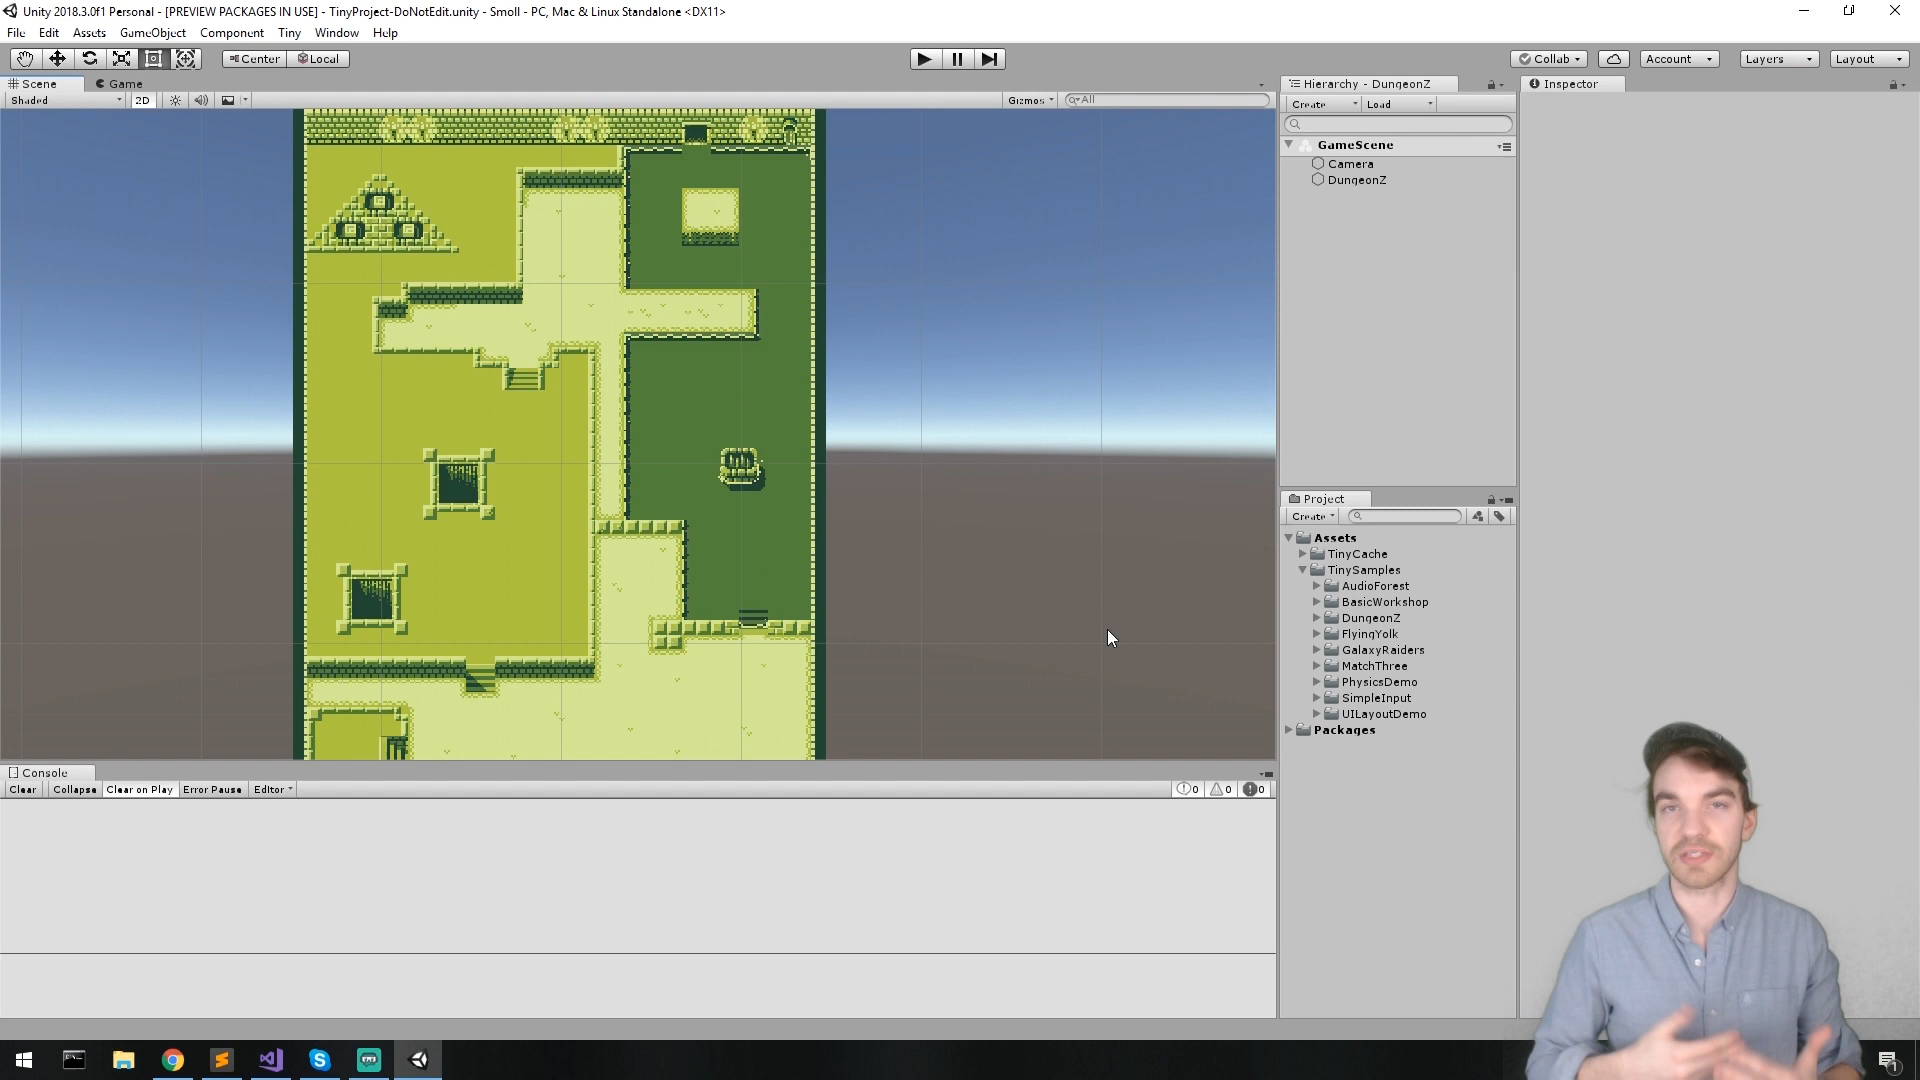 Unity 2018.3.0f1 Personal - [PREVIEW PACKAGES IN USE] - TinyProject-DoNotEdit.unity - Smoll - PC, Mac & Linux Standalone <DX11>
File Edit Assets GameObject Component Tiny Window Help
Center Local
Collab Account Layers Layout
Scene Game
Shaded 2D Gizmos All
Hierarchy - DungeonZ
Create Load
GameScene
Camera
DungeonZ
Inspector
Project
Create
Assets
TinyCache
TinySamples
AudioForest
BasicWorkshop
DungeonZ
FlyingYolk
GalaxyRaiders
MatchThree
PhysicsDemo
SimpleInput
UILayoutDemo
Packages
Console
Clear Collapse Clear on Play Error Pause Editor
0 0 0
1